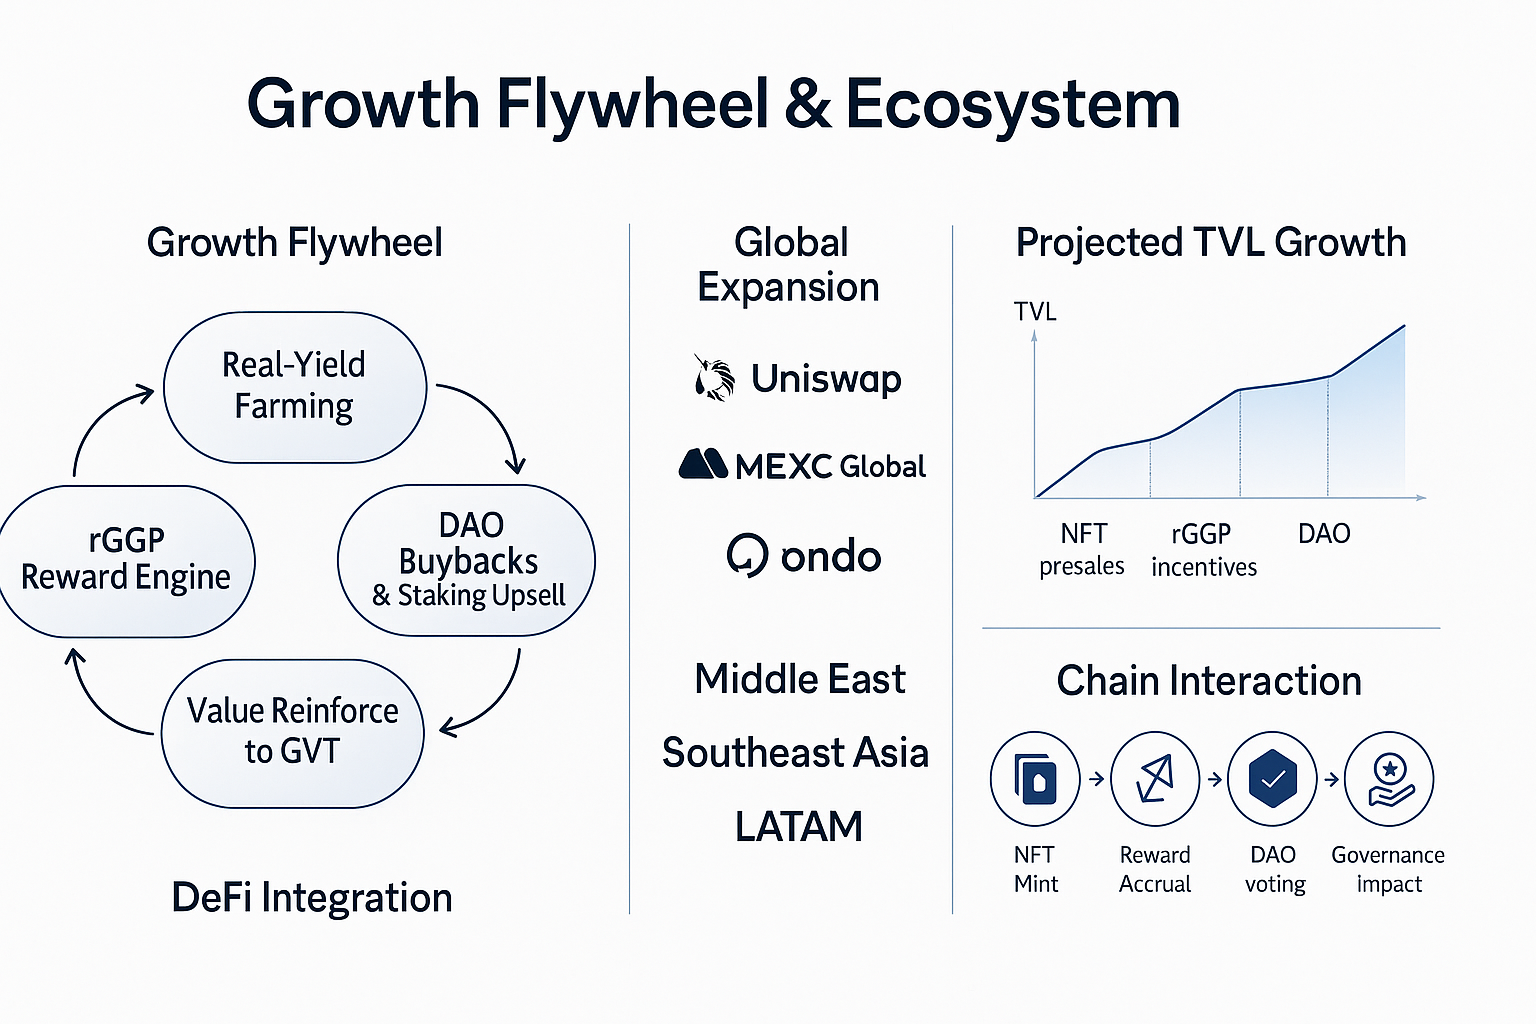 Growth Flywheel & Ecosystem
Growth Flywheel
Real-Yield
Farming
rGGP
Reward Engine
DAO
Buybacks
& Staking Upsell
Value Reinforce
to GVT
DeFi Integration
Global
Expansion
Uniswap
MEXC Global
ondo
Middle East
Southeast Asia
LATAM
Projected TVL Growth
TVL
NFT
presales
rGGP
incentives
DAO
Chain Interaction
NFT
Mint
Reward
Accrual
DAO
voting
Governance
impact